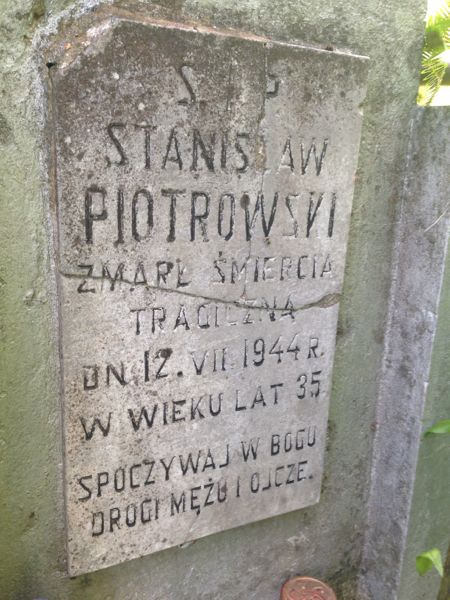 Ś P
STANISŁAW
PIOTROWSKI
ZMARŁ ŚMIERCIĄ
TRAGICZNĄ
DN 12. VII. 1944 R.
W WIEKU LAT 35
SPOCZYWAJ W BOGU
DROGI MĘŻU I OJCZE.